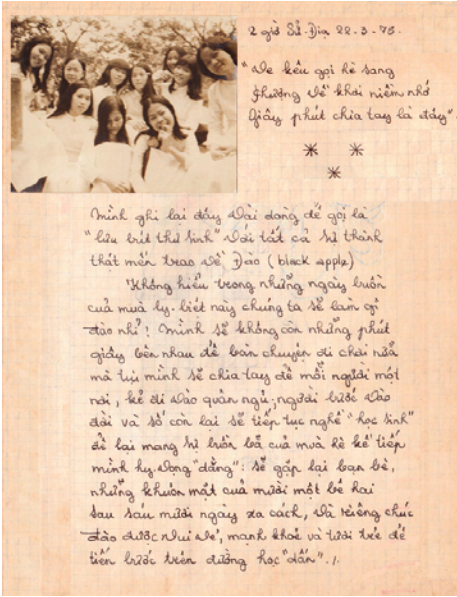 2 giờ Sử-Địa 22-3-75.
"Ve kêu gọi hè sang
Phượng về khơi niềm nhớ
Giây phút chia tay là đây".
* *
*
Mình ghi lại đây vài dòng để gọi là
"lưu bút thư sinh" với tất cả sự thành
thật mến trao về Đào (black apple)
Không hiểu trong những ngày buồn
của mùa ly-biệt này chúng ta sẽ làm gì
Đào nhỉ! Mình sẽ không còn những phút
giây bên nhau để bàn chuyện đi chơi nữa
mà tụi mình sẽ chia tay để mỗi người một
nơi, kẻ đi vào quân ngũ; người bước vào
đời và số còn lại sẽ tiếp tục nghề "học sinh"
để lại mang sự buồn bã của mùa hè kế tiếp
mình hy vọng "dằng": sẽ gặp lại bạn bè,
những khuôn mặt của mười một bê hai
sau sáu mươi ngày xa cách, và riêng chúc
Đào được vui vẻ, mạnh khoẻ và tươi trẻ để
tiến bước trên đường học "dấn"./.